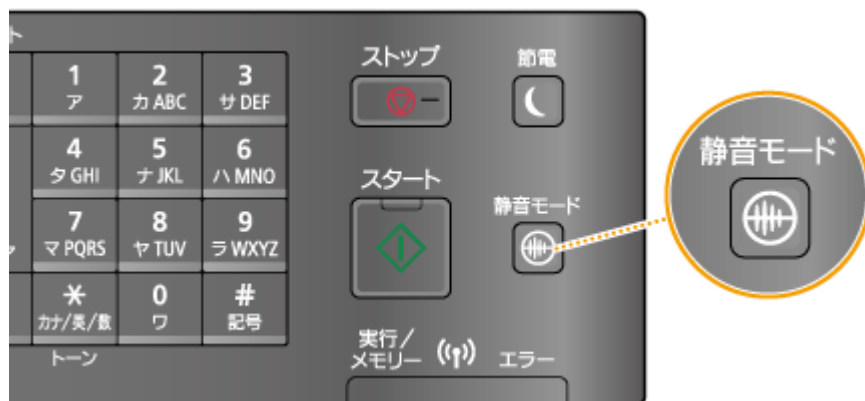 ト
ストップ
節電
1
ア
2
カ ABC
3
サ DEF
4
タ GHI
5
ナ JKL
6
ハ MNO
スタート
静音モード
静音モード
7
マ PQRS
8
ヤ TUV
9
ラ WXYZ
*
カナ/英/数
0
ワ
#
記号
トーン
実行/
メモリー
エラー